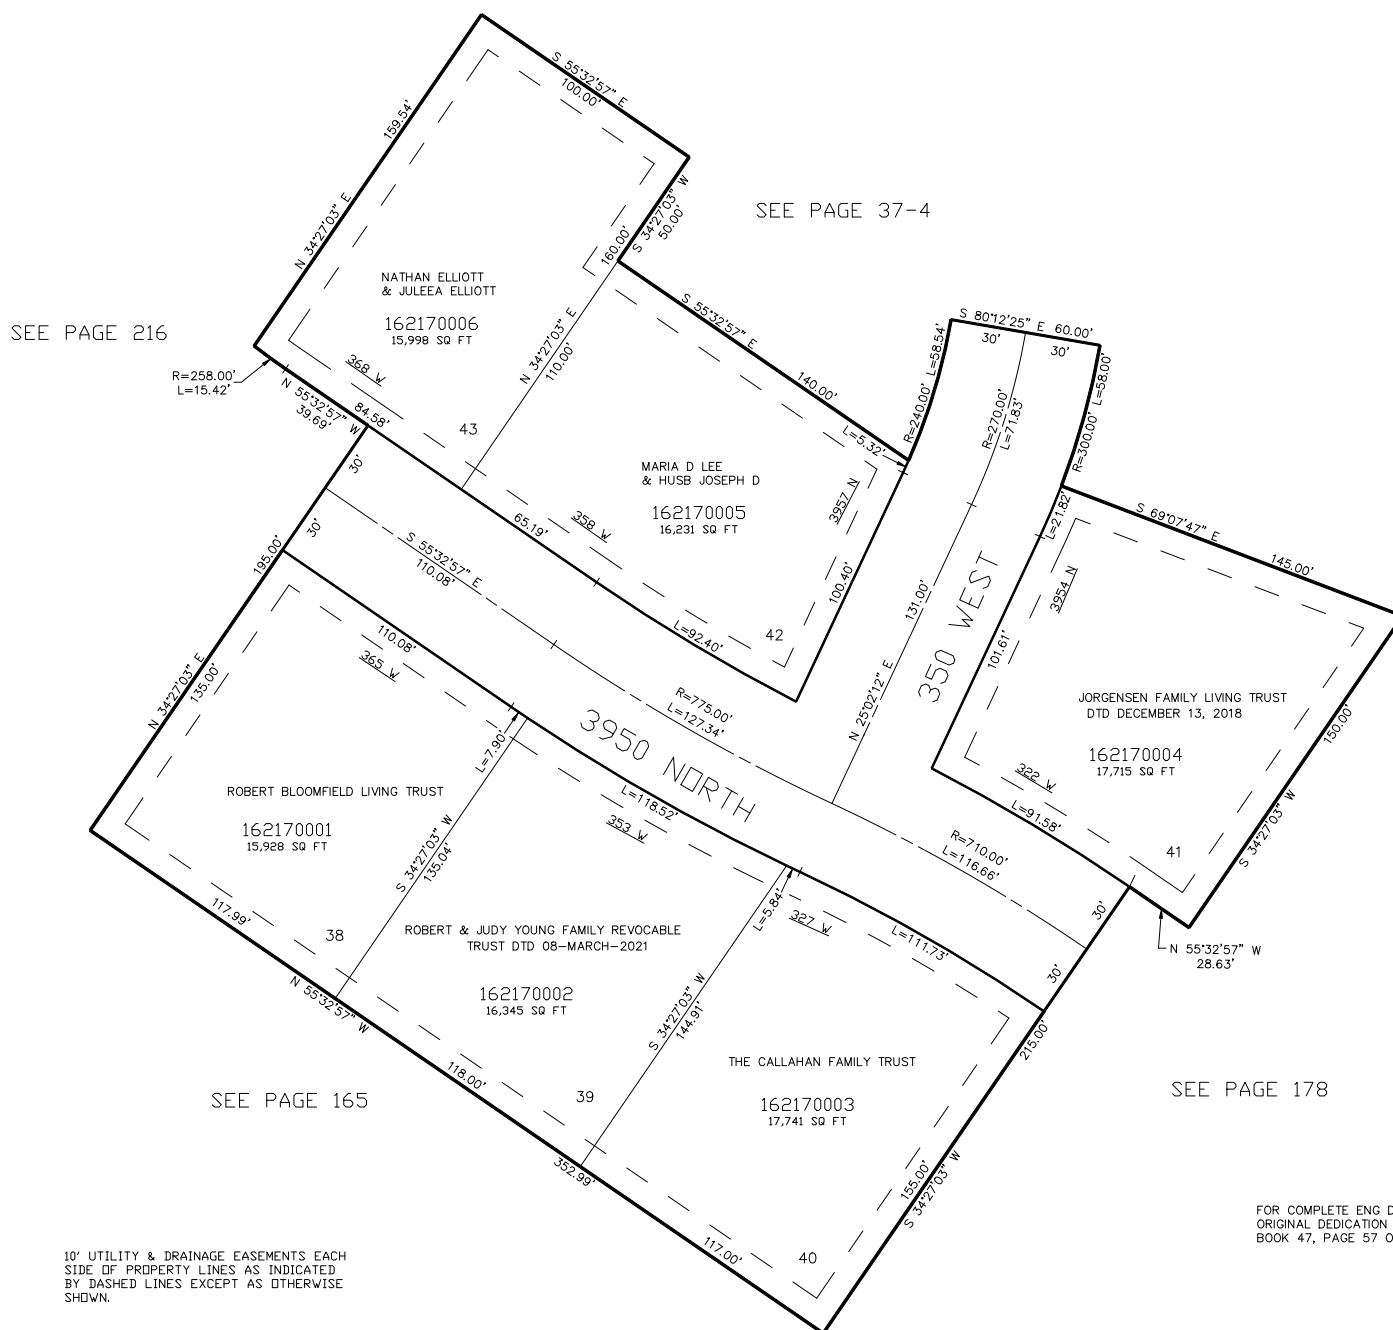 S 55°32'57" E
100.00'
159.54'
N 34°27'03" E
S 34°27'03" W
50.00'
160.00'
SEE PAGE 37-4
NATHAN ELLIOTT
& JULEEA ELLIOTT
162170006
15,998 SQ FT
SEE PAGE 216
R=258.00'
L=15.42'
N 55°32'57" W
39.69'
368 W
84.58'
43
N 34°27'03" E
110.00'
S 55°32'57" E
140.00'
L=5.32'
S 80°12'25" E 60.00'
30'
30'
L=58.54'
R=240.00'
R=270.00'
L=71.83'
L=58.00'
R=300.00'
MARIA D LEE
& HUSB JOSEPH D
162170005
16,231 SQ FT
3957 N
358 W
65.19'
L=92.40'
42
100.40'
L=21.82'
S 69°07'47" E
145.00'
3954 N
101.61'
131.00'
N 25°02'12" E
350 WEST
30'
30'
195.00'
S 55°32'57" E
110.08'
110.08'
365 W
N 34°27'03" E
135.00'
R=775.00'
L=127.34'
3950 NORTH
L=7.90'
L=118.52'
353 W
JORGENSEN FAMILY LIVING TRUST
DTD DECEMBER 13, 2018
162170004
17,715 SQ FT
322 W
L=91.58'
41
150.00'
S 34°27'03" W
R=710.00'
L=116.66'
ROBERT BLOOMFIELD LIVING TRUST
162170001
15,928 SQ FT
S 34°27'03" W
135.04'
117.99'
38
N 55°32'57" W
ROBERT & JUDY YOUNG FAMILY REVOCABLE
TRUST DTD 08-MARCH-2021
162170002
16,345 SQ FT
L=5.84'
327 W
L=111.73'
S 34°27'03" W
144.91'
30'
30'
N 55°32'57" W
28.63'
215.00'
118.00'
39
352.99'
THE CALLAHAN FAMILY TRUST
162170003
17,741 SQ FT
155.00'
S 34°27'03" W
117.00'
40
SEE PAGE 165
SEE PAGE 178
FOR COMPLETE ENG D
ORIGINAL DEDICATION
BOOK 47, PAGE 57 O
10' UTILITY & DRAINAGE EASEMENTS EACH
SIDE OF PROPERTY LINES AS INDICATED
BY DASHED LINES EXCEPT AS OTHERWISE
SHOWN.